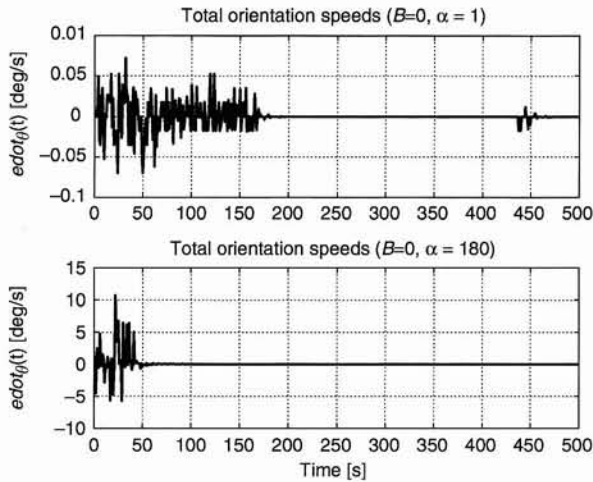 Total orientation speeds (B=0, α = 1)
edotθ(t) [deg/s]
0.01
0.05
0
−0.05
−0.1
0 50 100 150 200 250 300 350 400 450 500
Total orientation speeds (B=0, α = 180)
edotθ(t) [deg/s]
15
10
5
0
−5
−10
0 50 100 150 200 250 300 350 400 450 500
Time [s]